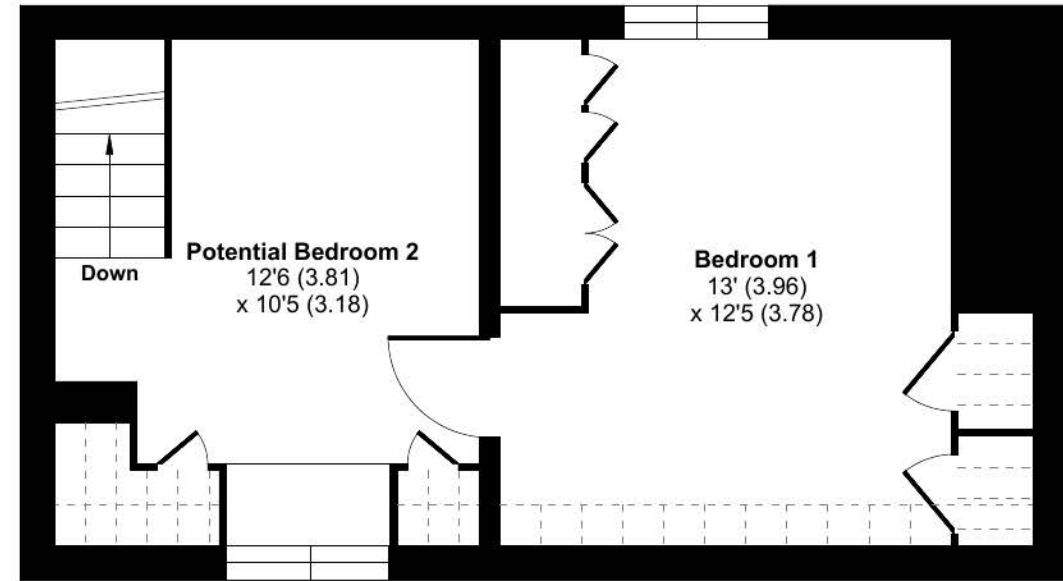 Potential Bedroom 2
12'6 (3.81)
x 10'5 (3.18)
Down
Bedroom 1
13' (3.96)
x 12'5 (3.78)